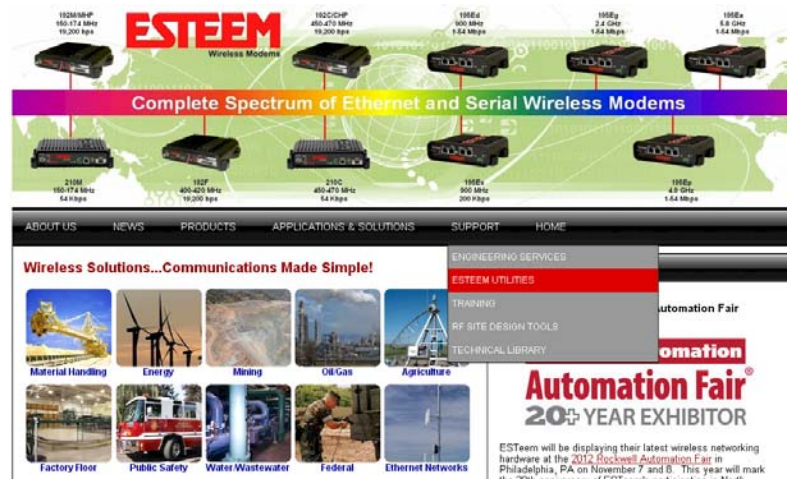 192M/MHP
150-174 MHz
19,200 bps
ESTEEM
Wireless Modems
192C/CHP
450-470 MHz
19,200 bps
195Ed
900 MHz
1-54 Mbps
195Eg
2.4 GHz
1-54 Mbps
195Ea
5.8 GHz
1-54 Mbps
Complete Spectrum of Ethernet and Serial Wireless Modems
210M
150-174 MHz
54 Kbps
192F
400-420 MHz
19,200 bps
210C
450-470 MHz
54 Kbps
195Es
900 MHz
200 Kbps
195Ep
4.9 GHz
1-54 Mbps
ABOUT US NEWS PRODUCTS APPLICATIONS & SOLUTIONS SUPPORT HOME
ENGINEERING SERVICES
ESTEEM UTILITIES
TRAINING
RF SITE DESIGN TOOLS
TECHNICAL LIBRARY
Wireless Solutions...Communications Made Simple!
Material Handling Energy Mining Oil/Gas Agriculture
Factory Floor Public Safety Water/Wastewater Federal Ethernet Networks
Automation Fair
omation
Automation Fair®
20+ YEAR EXHIBITOR
ESTeem will be displaying their latest wireless networking
hardware at the 2012 Rockwell Automation Fair in
Philadelphia, PA on November 7 and 8. This year will mark